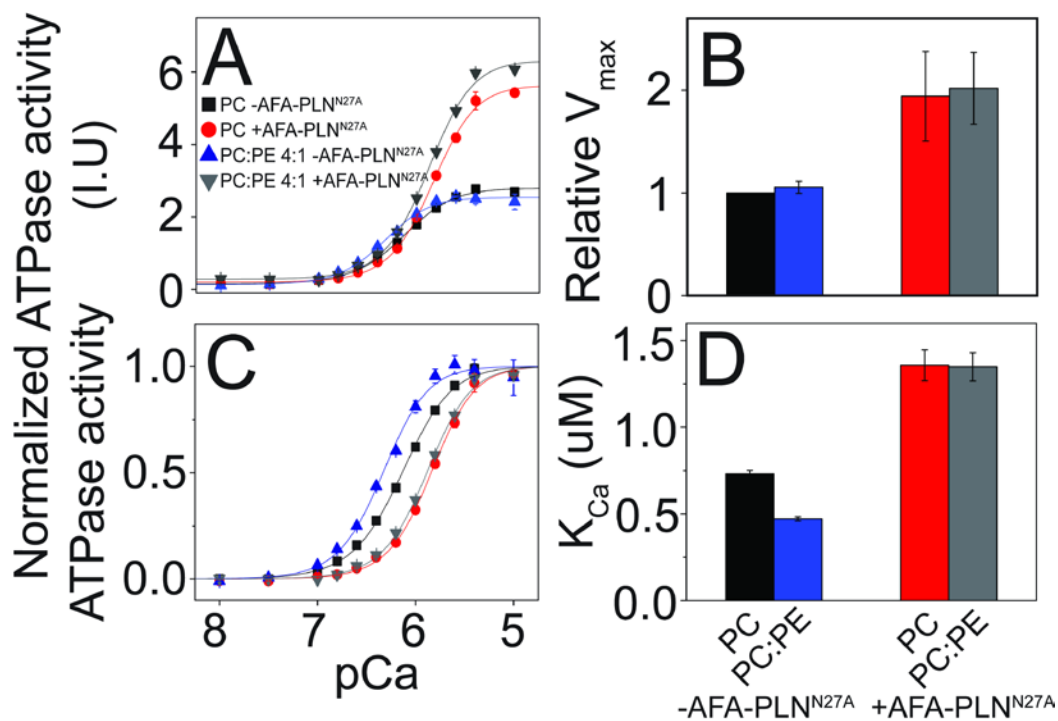 Normalized ATPase activity
ATPase activity (I.U)
A
6
4
2
0
PC -AFA-PLN^N27A
PC +AFA-PLN^N27A
PC:PE 4:1 -AFA-PLN^N27A
PC:PE 4:1 +AFA-PLN^N27A
B
Relative V_max
2
1
0
C
1.0
0.5
0.0
8 7 6 5
pCa
D
K_Ca (uM)
1.5
1.0
0.5
0.0
PC PC:PE PC PC:PE
-AFA-PLN^N27A +AFA-PLN^N27A